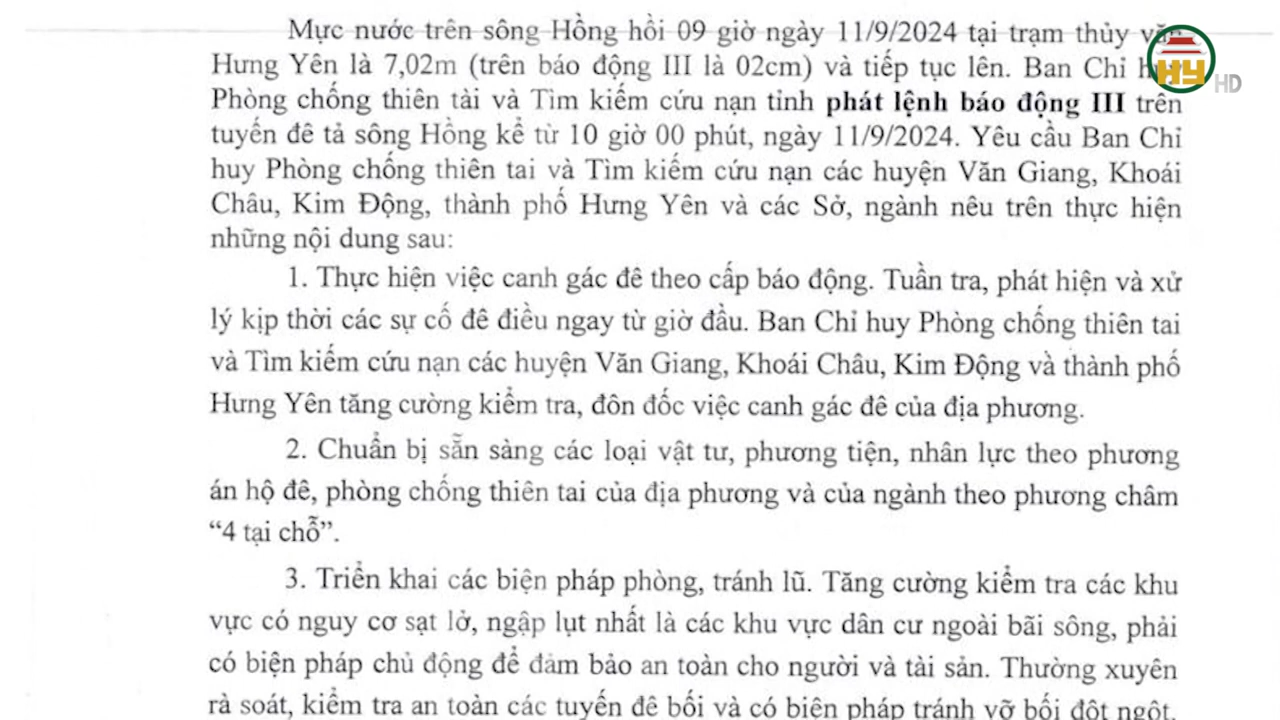 Mực nước trên sông Hồng hồi 09 giờ ngày 11/9/2024 tại trạm thủy văn
Hưng Yên là 7,02m (trên báo động III là 02cm) và tiếp tục lên. Ban Chỉ huy
Phòng chống thiên tài và Tìm kiếm cứu nạn tỉnh phát lệnh báo động III trên
tuyến đê tả sông Hồng kể từ 10 giờ 00 phút, ngày 11/9/2024. Yêu cầu Ban Chỉ
huy Phòng chống thiên tai và Tìm kiếm cứu nạn các huyện Văn Giang, Khoái
Châu, Kim Động, thành phố Hưng Yên và các Sở, ngành nêu trên thực hiện
những nội dung sau:
1. Thực hiện việc canh gác đê theo cấp báo động. Tuần tra, phát hiện và xử
lý kịp thời các sự cố đê điều ngay từ giờ đầu. Ban Chỉ huy Phòng chống thiên tai
và Tìm kiếm cứu nạn các huyện Văn Giang, Khoái Châu, Kim Động và thành phố
Hưng Yên tăng cường kiểm tra, đôn đốc việc canh gác đê của địa phương.
2. Chuẩn bị sẵn sàng các loại vật tư, phương tiện, nhân lực theo phương
án hộ đê, phòng chống thiên tai của địa phương và của ngành theo phương châm
“4 tại chỗ”.
3. Triển khai các biện pháp phòng, tránh lũ. Tăng cường kiểm tra các khu
vực có nguy cơ sạt lở, ngập lụt nhất là các khu vực dân cư ngoài bãi sông, phải
có biện pháp chủ động để đảm bảo an toàn cho người và tài sản. Thường xuyên
rà soát, kiểm tra an toàn các tuyến đê bối và có biện pháp tránh vỡ bối đột ngột.
HY HD